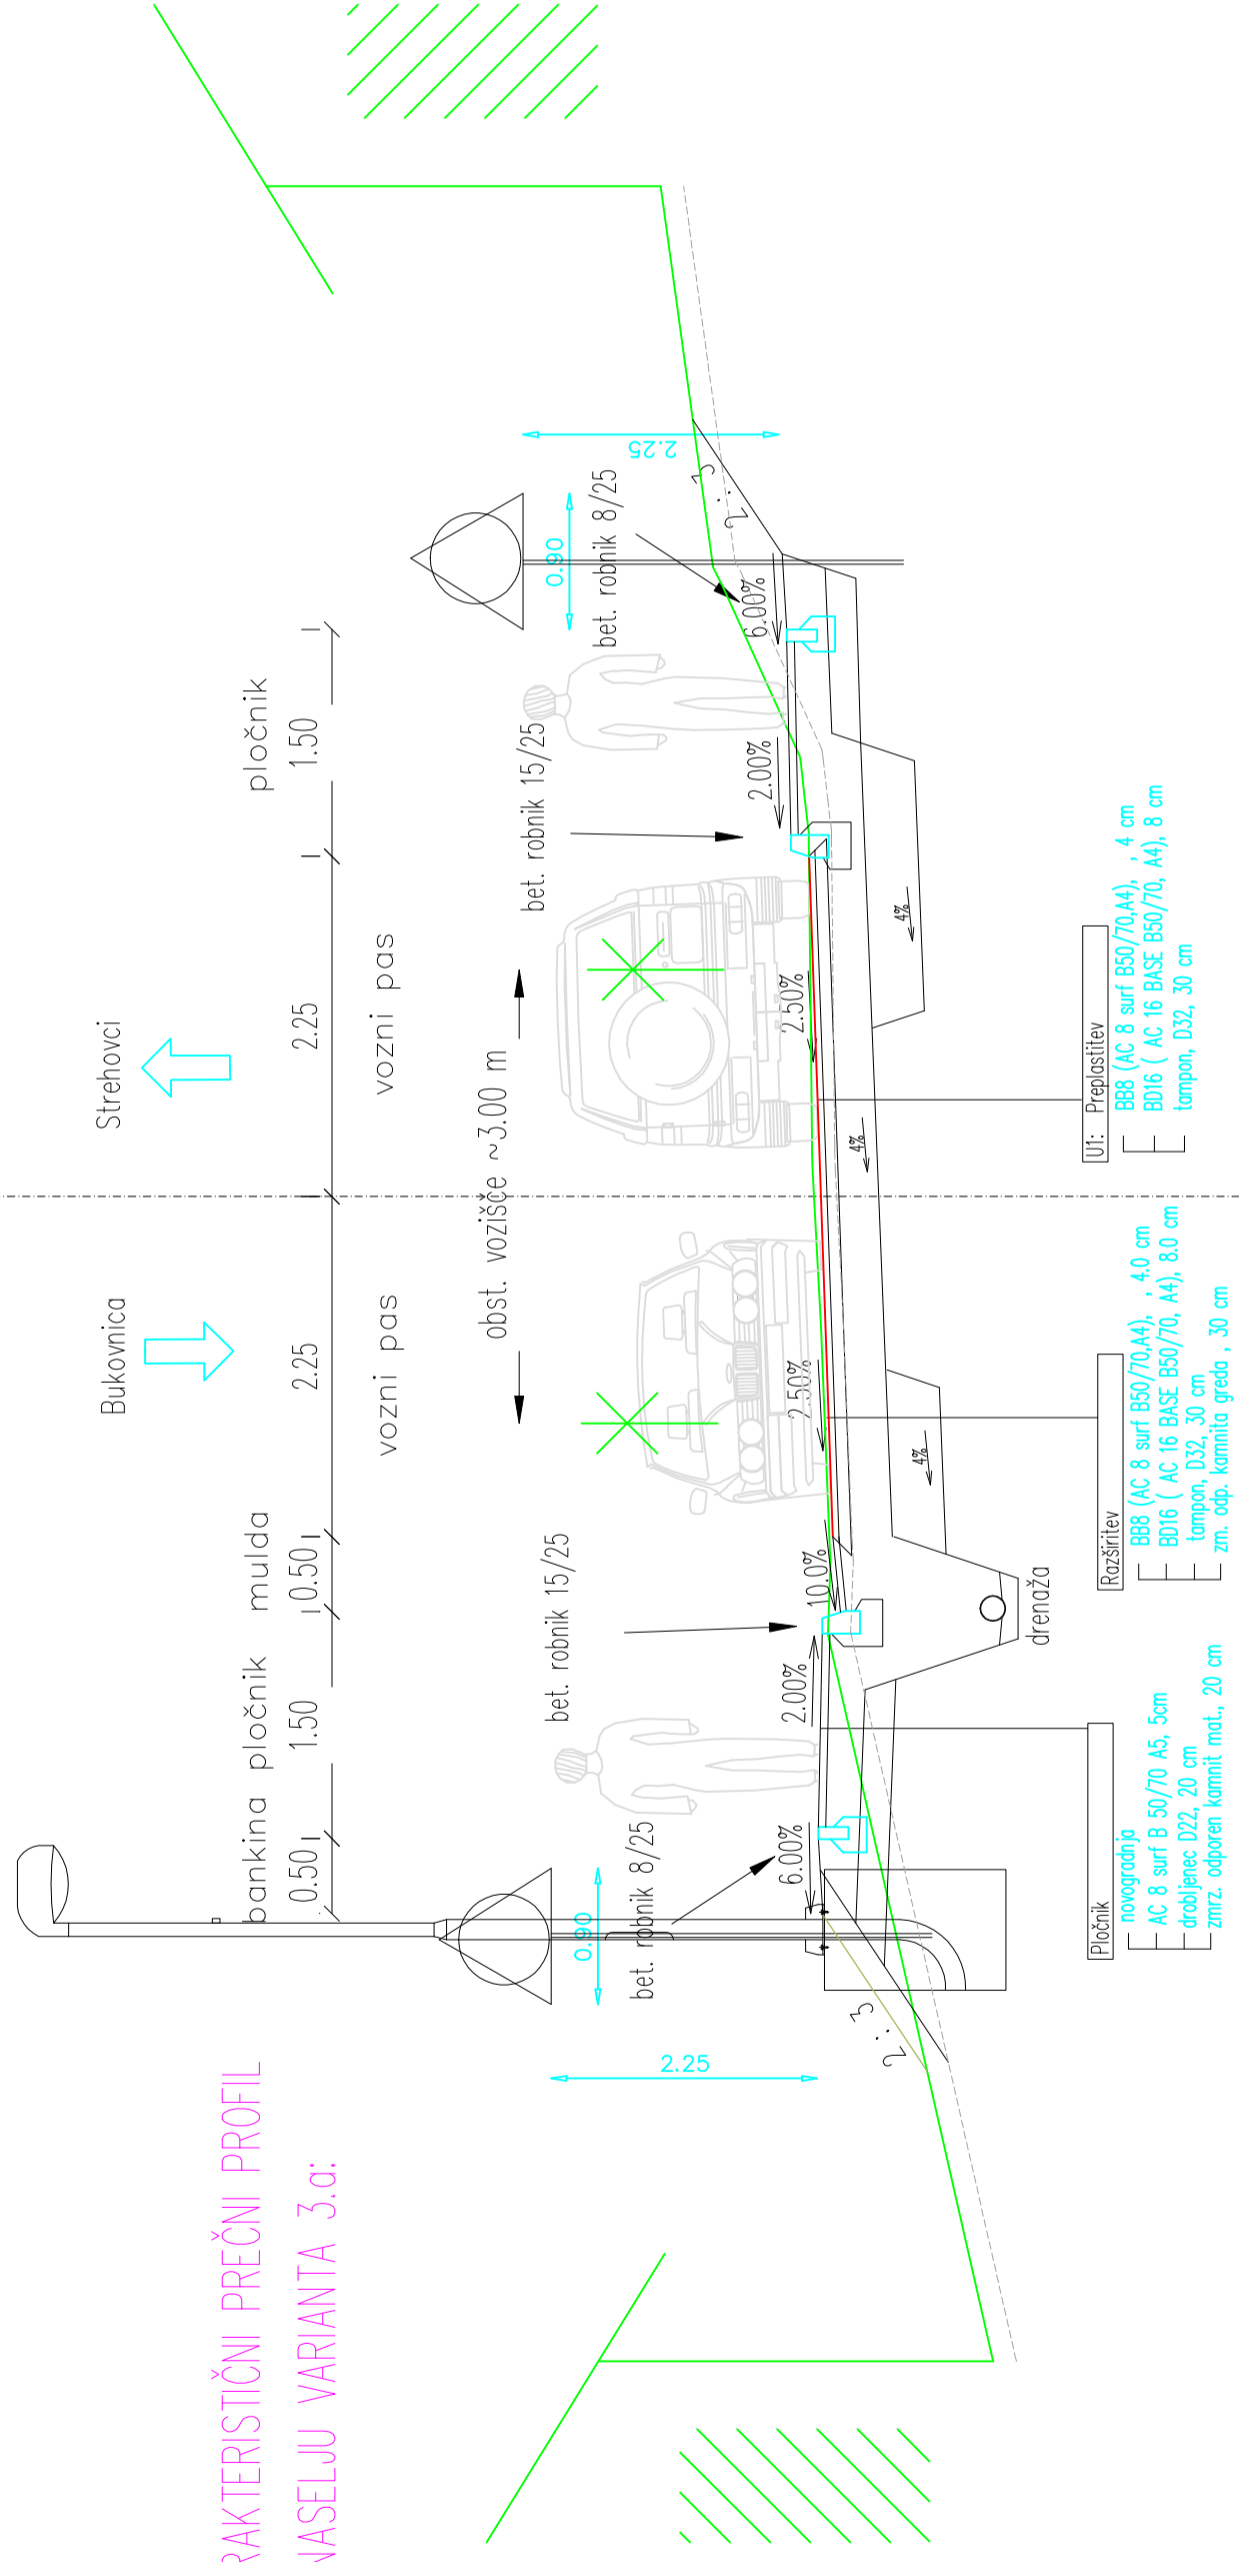 RAKTERISTIČNI PREČNI PROFIL
NASELJU VARIANTA 3.a:
Bukovnica
Strehovci
bankina pločnik mulda
pločnik
0.50 1.50 0.50 2.25 2.25 1.50
vozni pas
vozni pas
obst. vozišče ~3.00 m
bet. robnik 15/25
bet. robnik 8/25
0.90
0.90
bet. robnik 8/25
bet. robnik 15/25
2.25
2.25
2 : 3
2 : 3
6.00%
2.00%
10.0%
2.50%
2.50%
2.00%
6.00%
4%
4%
4%
drenaža
Pločnik
novogradnja
AC 8 surf B 50/70 A5, 5cm
drobljenec D22, 20 cm
zmrz. odporen kamnit mat., 20 cm
Razširitev
BB8 (AC 8 surf B50/70,A4), , 4.0 cm
BD16 ( AC 16 BASE B50/70, A4), 8.0 cm
tampon, D32, 30 cm
zm. odp. kamnita greda , 30 cm
U1: Preplastitev
BB8 (AC 8 surf B50/70,A4), , 4 cm
BD16 ( AC 16 BASE B50/70, A4), 8 cm
tampon, D32, 30 cm